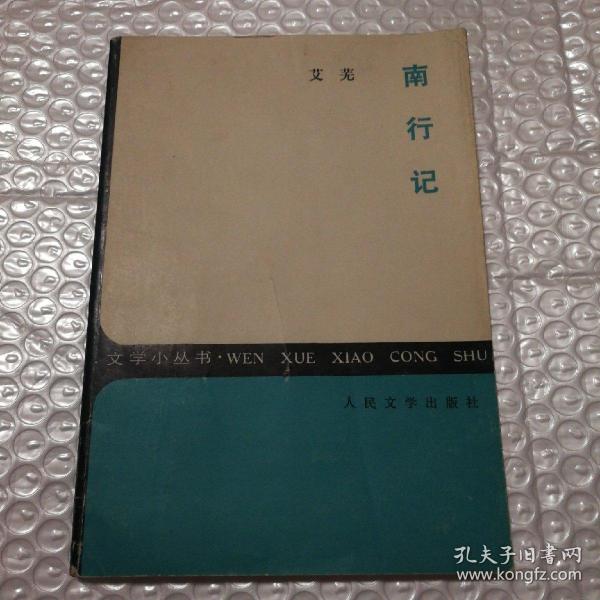 南行记
艾芜
文学小丛书·WEN XUE XIAO CONG SHU
人民文学出版社
孔夫子旧书网
www.kongfz.com